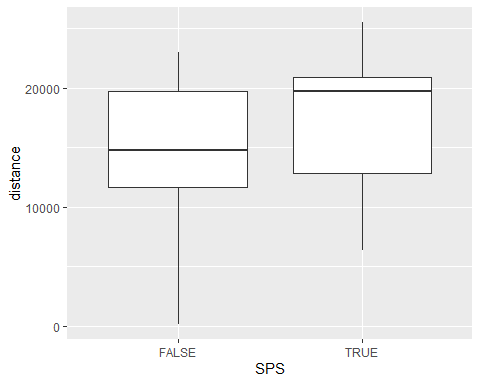 distance
20000
10000
0
FALSE
TRUE
SPS